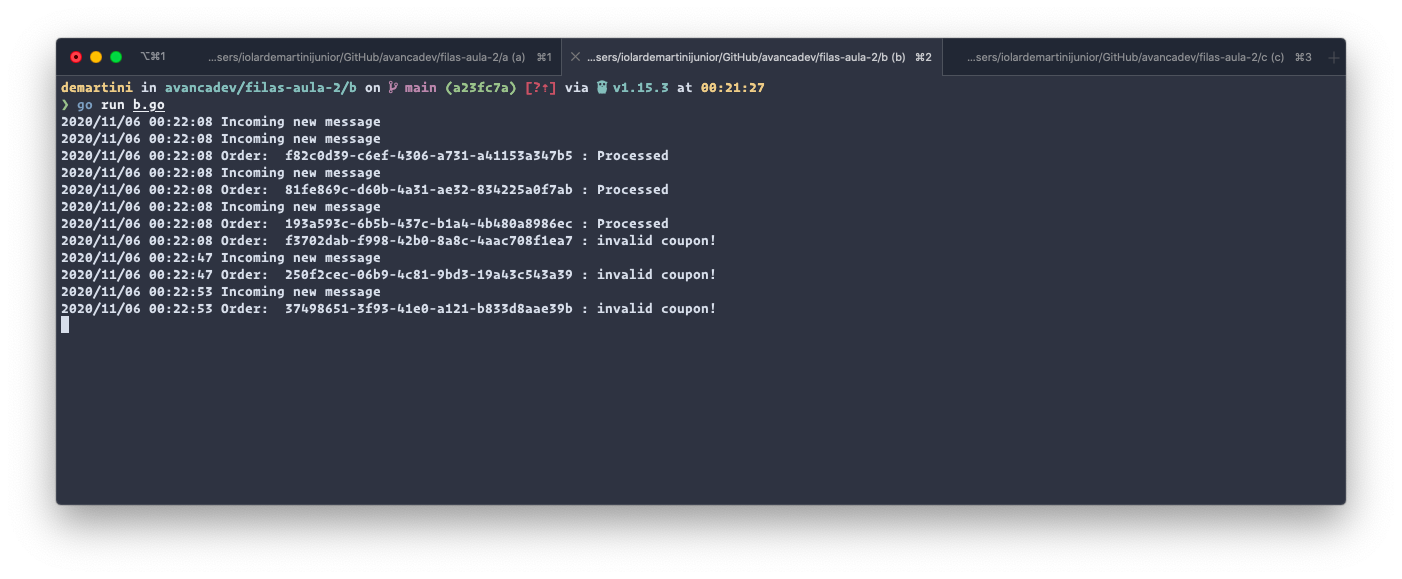 ⌥⌘1 ...sers/iolardemartinijunior/GitHub/avancadev/filas-aula-2/a (a) ⌘1 ...sers/iolardemartinijunior/GitHub/avancadev/filas-aula-2/b (b) ⌘2 ...sers/iolardemartinijunior/GitHub/avancadev/filas-aula-2/c (c) ⌘3
demartini in avancadev/filas-aula-2/b on main (a23fc7a) [?↑] via v1.15.3 at 00:21:27
❯ go run b.go
2020/11/06 00:22:08 Incoming new message
2020/11/06 00:22:08 Incoming new message
2020/11/06 00:22:08 Order:  f82c0d39-c6ef-4306-a731-a41153a347b5 : Processed
2020/11/06 00:22:08 Incoming new message
2020/11/06 00:22:08 Order:  81fe869c-d60b-4a31-ae32-834225a0f7ab : Processed
2020/11/06 00:22:08 Incoming new message
2020/11/06 00:22:08 Order:  193a593c-6b5b-437c-b1a4-4b480a8986ec : Processed
2020/11/06 00:22:08 Order:  f3702dab-f998-42b0-8a8c-4aac708f1ea7 : invalid coupon!
2020/11/06 00:22:47 Incoming new message
2020/11/06 00:22:47 Order:  250f2cec-06b9-4c81-9bd3-19a43c543a39 : invalid coupon!
2020/11/06 00:22:53 Incoming new message
2020/11/06 00:22:53 Order:  37498651-3f93-41e0-a121-b833d8aae39b : invalid coupon!